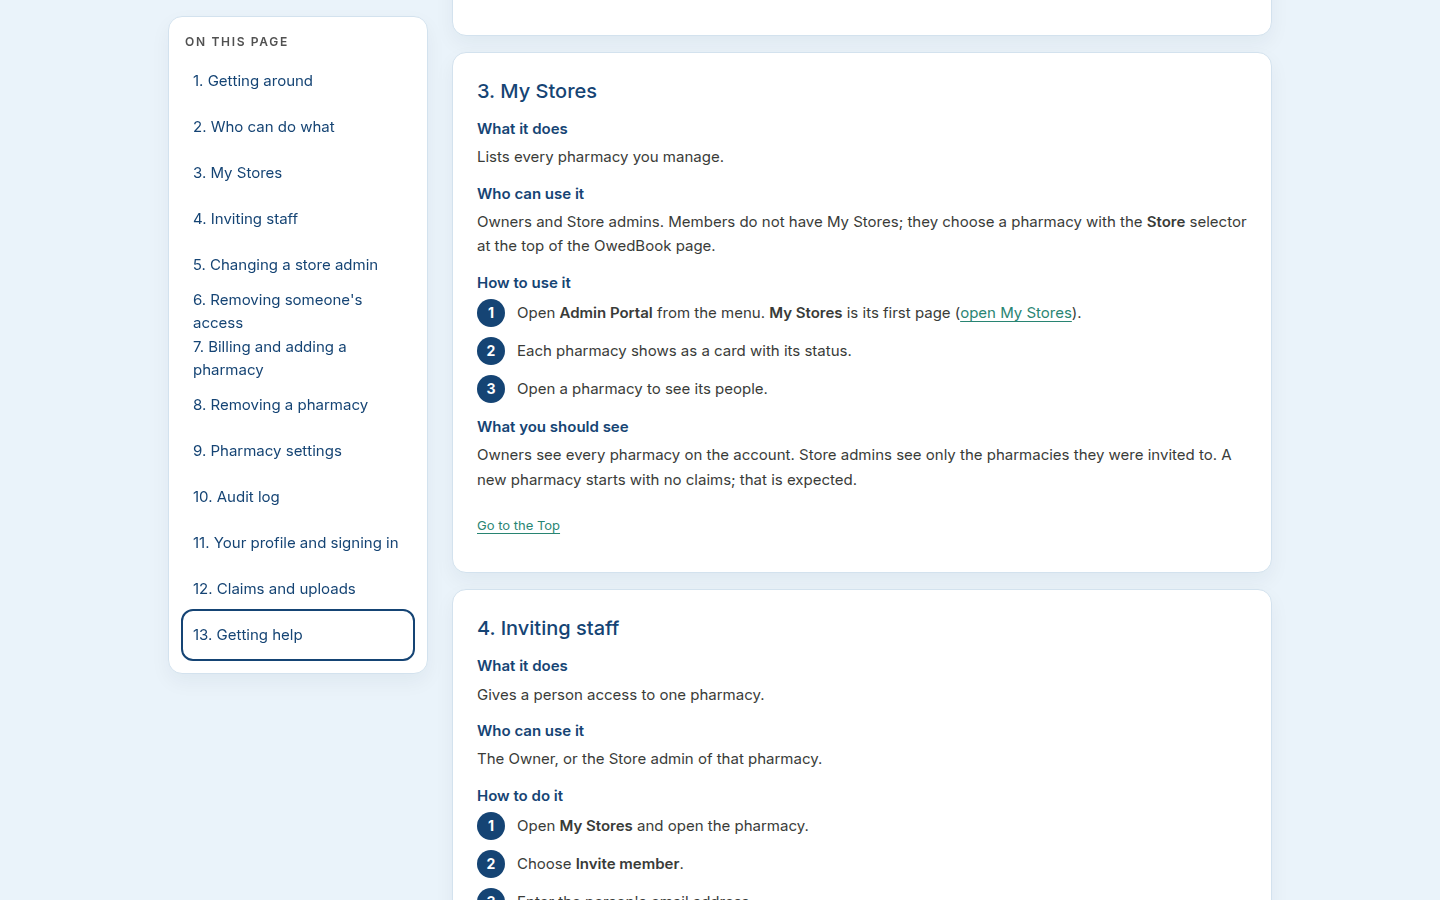 ON THIS PAGE
1. Getting around
2. Who can do what
3. My Stores
4. Inviting staff
5. Changing a store admin
6. Removing someone's
access
7. Billing and adding a
pharmacy
8. Removing a pharmacy
9. Pharmacy settings
10. Audit log
11. Your profile and signing in
12. Claims and uploads
13. Getting help
3. My Stores
What it does
Lists every pharmacy you manage.
Who can use it
Owners and Store admins. Members do not have My Stores; they choose a pharmacy with the Store selector
at the top of the OwedBook page.
How to use it
1 Open Admin Portal from the menu. My Stores is its first page (open My Stores).
2 Each pharmacy shows as a card with its status.
3 Open a pharmacy to see its people.
What you should see
Owners see every pharmacy on the account. Store admins see only the pharmacies they were invited to. A
new pharmacy starts with no claims; that is expected.
Go to the Top
4. Inviting staff
What it does
Gives a person access to one pharmacy.
Who can use it
The Owner, or the Store admin of that pharmacy.
How to do it
1 Open My Stores and open the pharmacy.
2 Choose Invite member.
3 Enter the person's email address.